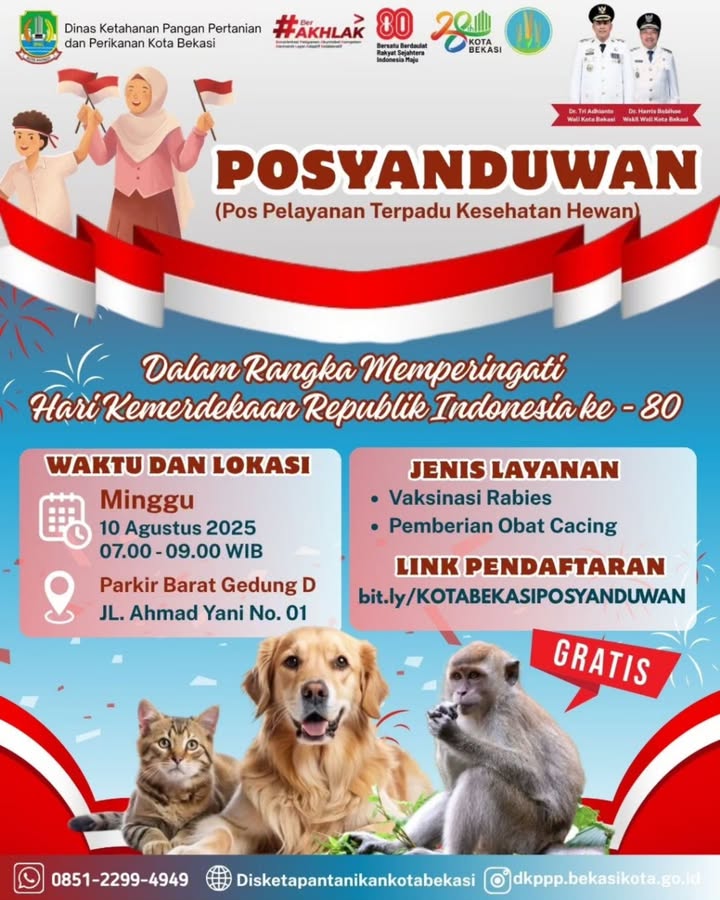 Dinas Ketahanan Pangan Pertanian
dan Perikanan Kota Bekasi
#Ber
AKHLAK
80
Bersatu Berdaulat
Rakyat Sejahtera
Indonesia Maju
28
KOTA
BEKASI
Dr. Tri Adhianto
Wali Kota Bekasi
Dr. Harris Bobihoe
Wakil Wali Kota Bekasi
POSYANDUWAN
(Pos Pelayanan Terpadu Kesehatan Hewan)
Dalam Rangka Memperingati
Hari Kemerdekaan Republik Indonesia ke - 80
WAKTU DAN LOKASI
Minggu
10 Agustus 2025
07.00 - 09.00 WIB
Parkir Barat Gedung D
JL. Ahmad Yani No. 01
JENIS LAYANAN
• Vaksinasi Rabies
• Pemberian Obat Cacing
LINK PENDAFTARAN
bit.ly/KOTABEKASIPOSYANDUWAN
GRATIS
0851-2299-4949
Disketapantanikankotabekasi
dkppp.bekasikota.go.id